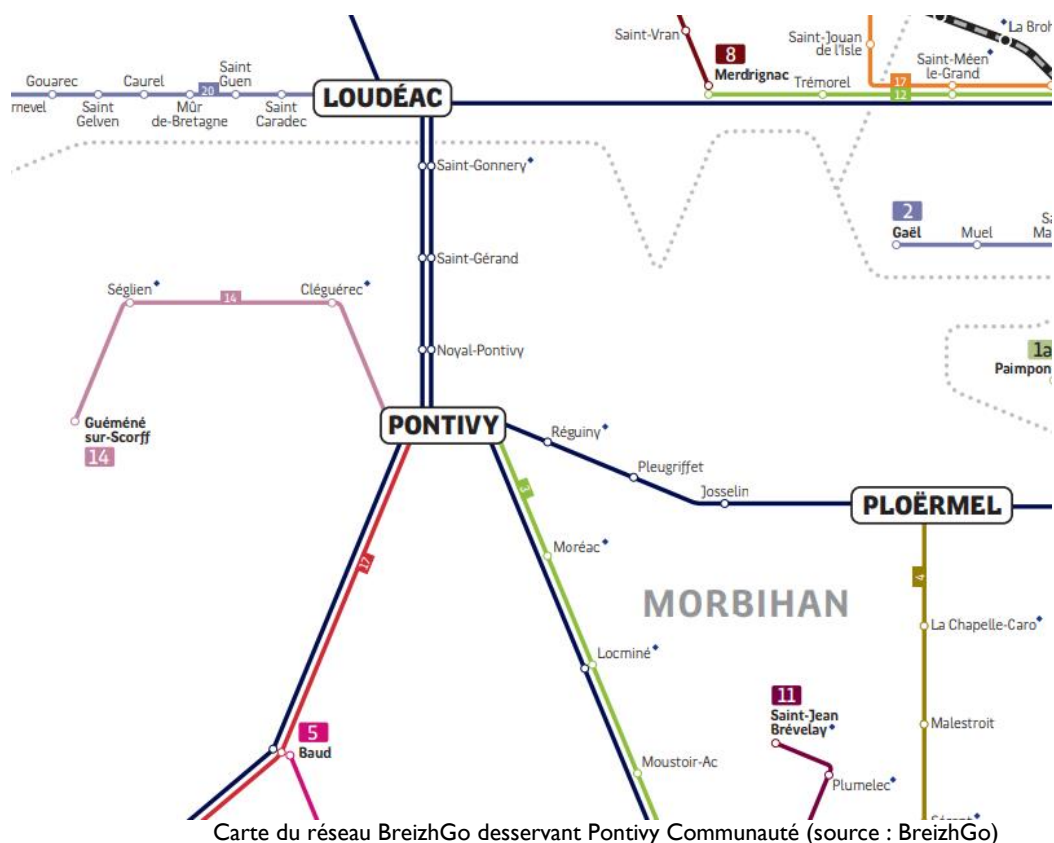 Saint-Vran
8
Merdrignac
Saint-Jouan
de l'Isle
La Broh
Saint-Méen
le-Grand
Trémorel
17
12
Gouarec
Caurel
Saint
Guen
20
rnevel
Saint
Gelven
Mûr
de-Bretagne
Saint
Caradec
LOUDÉAC
Saint-Gonnery
2
Gaël
Muel
Sa
Ma
Saint-Gérand
Séglien
14
Cléguérec
Noyal-Pontivy
1a
Paimpon
Guéméné
sur-Scorff
14
PONTIVY
Réguiny
Pleugriffet
Josselin
PLOËRMEL
3
Moréac
17
4
MORBIHAN
La Chapelle-Caro
Locminé
11
Saint-Jean
Brévelay
Malestroit
5
Baud
Moustoir-Ac
Plumelec
Carte du réseau BreizhGo desservant Pontivy Communauté (source : BreizhGo)